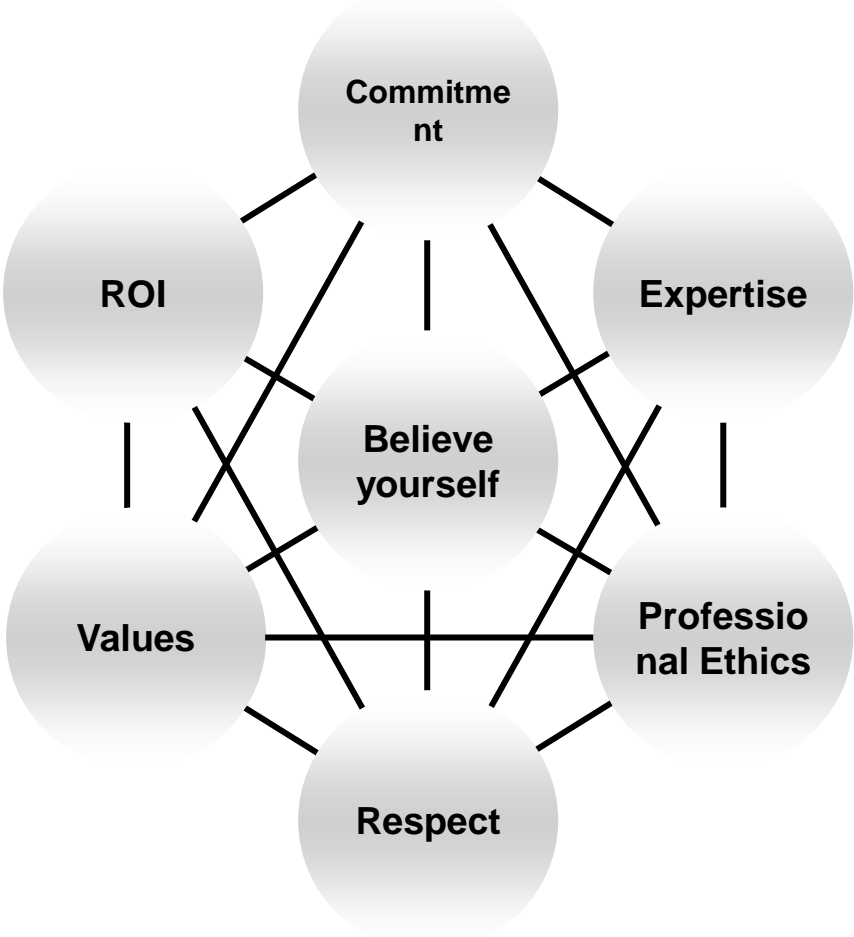 Commitme
nt
ROI
Expertise
Believe
yourself
Values
Professio
nal Ethics
Respect